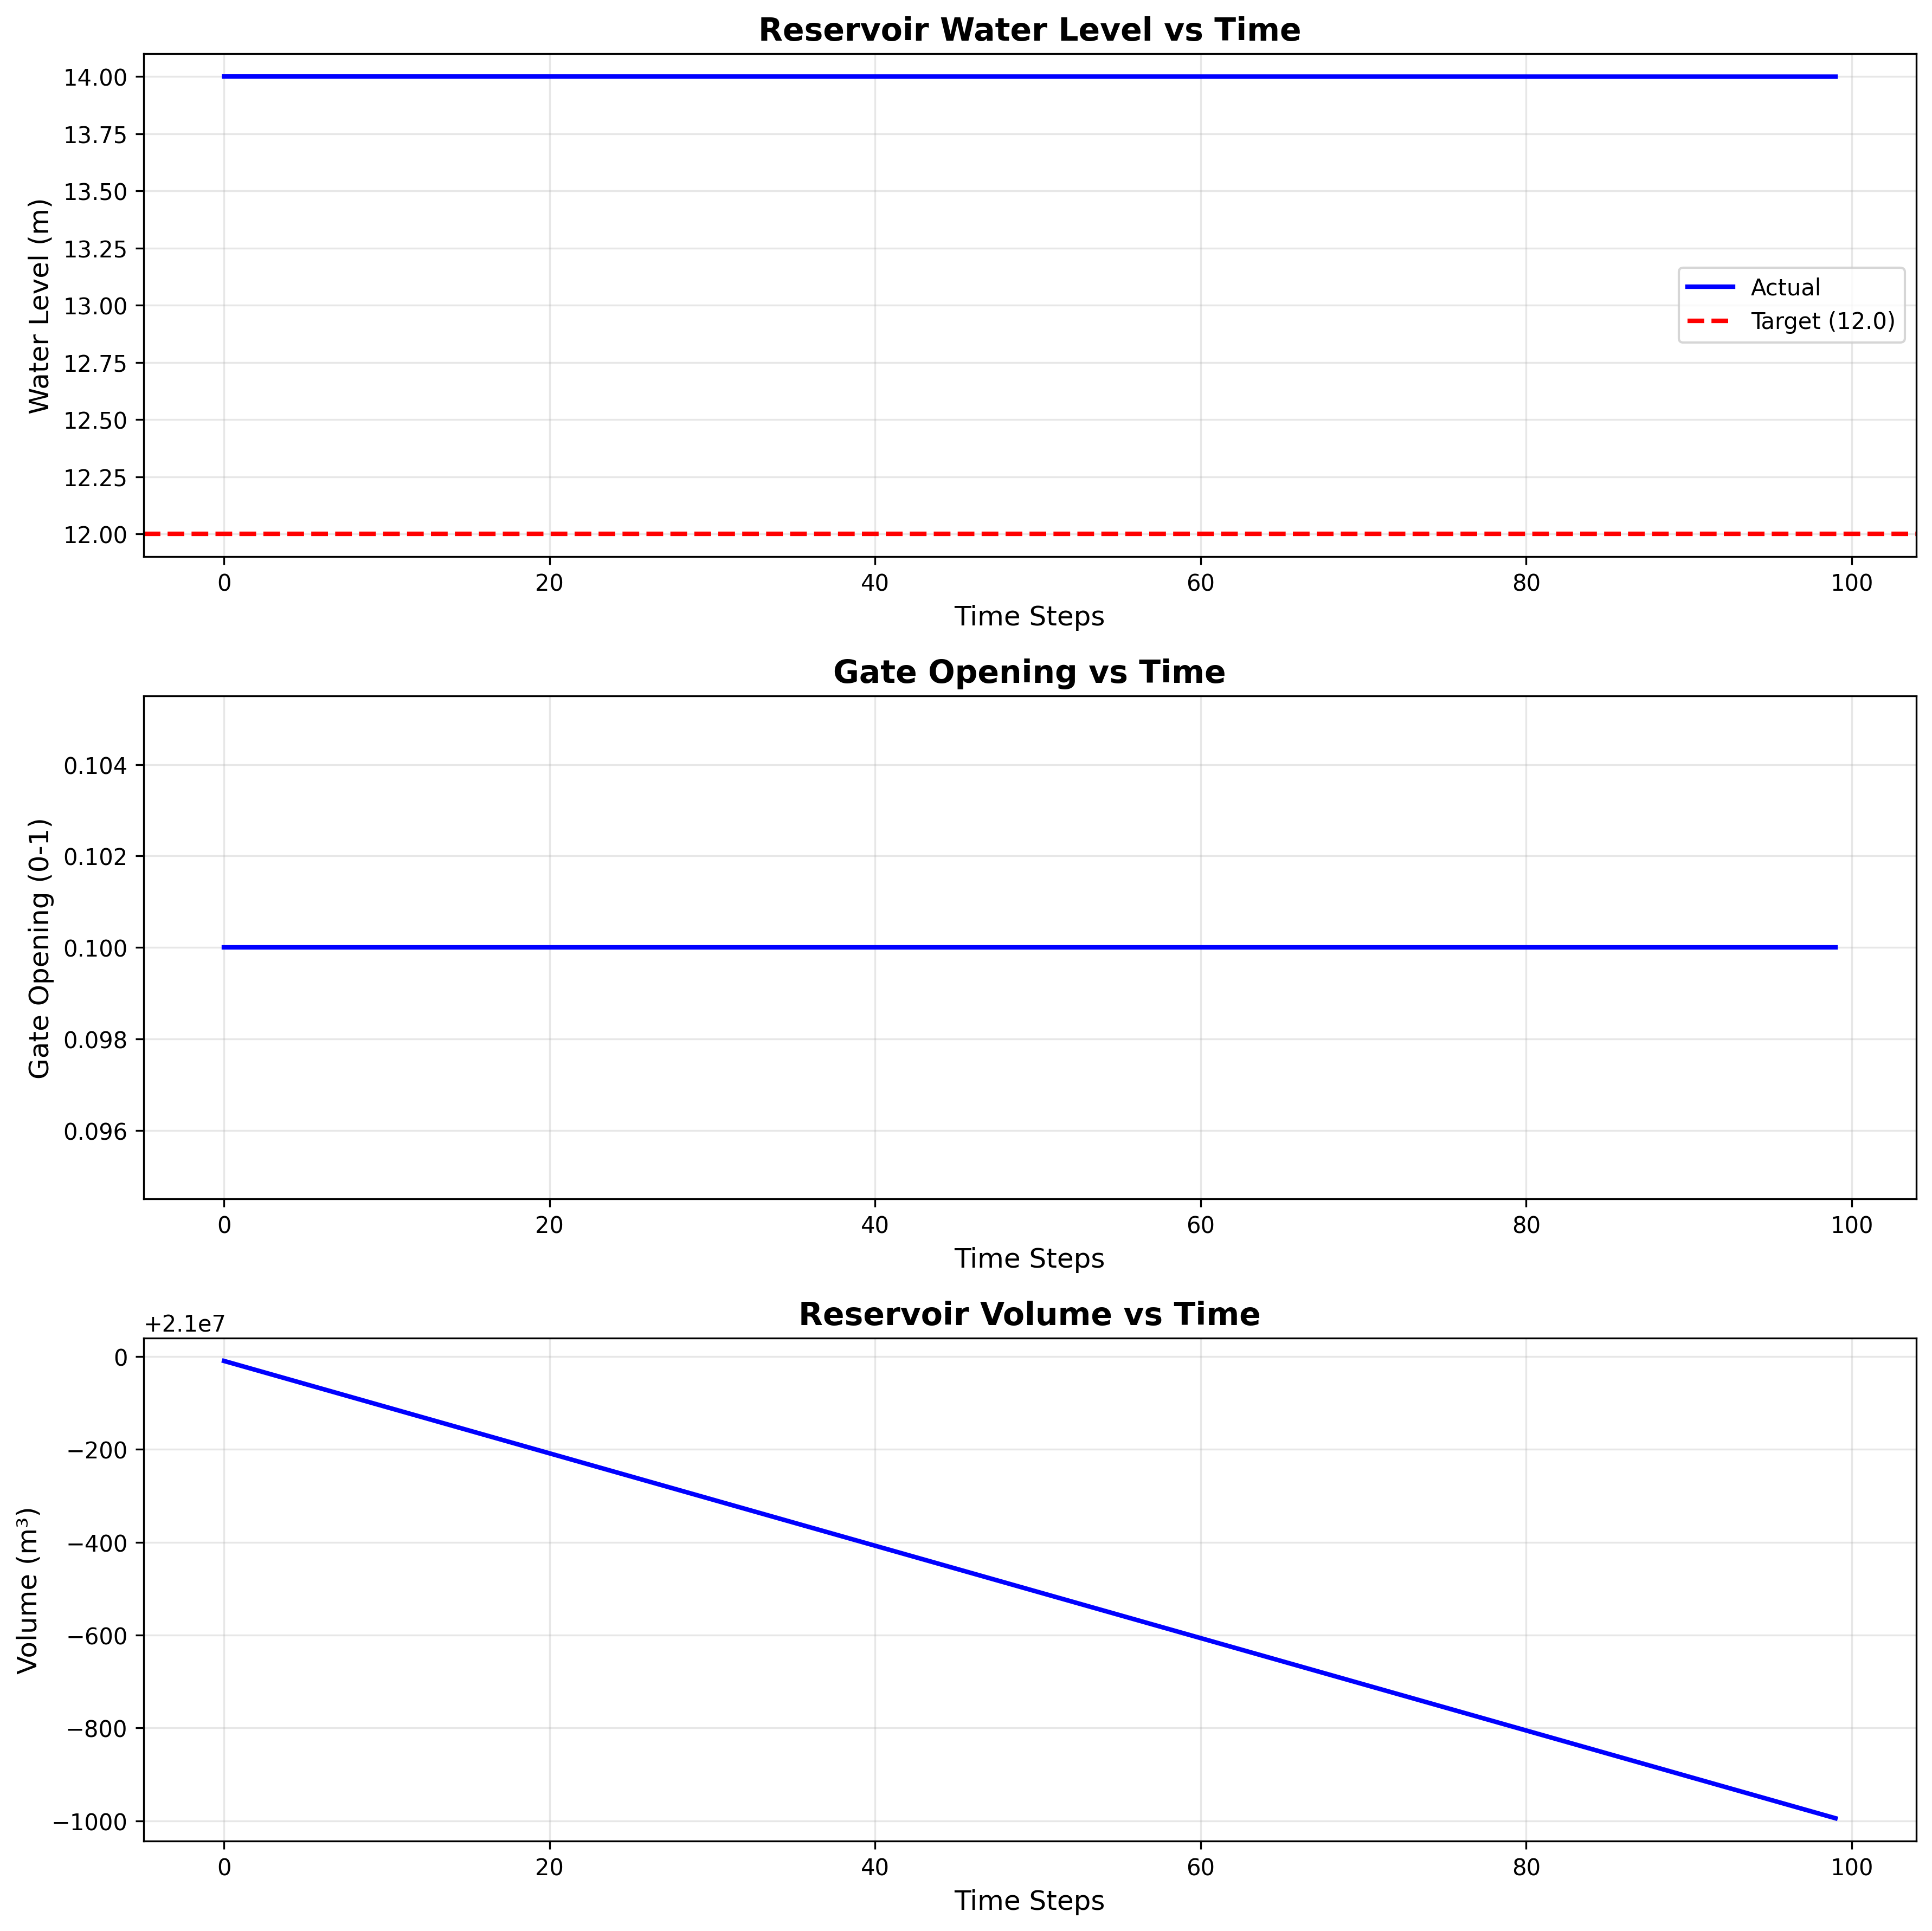 Reservoir Water Level vs Time
Water Level (m)
14.00
13.75
13.50
13.25
13.00
12.75
12.50
12.25
12.00
Actual
Target (12.0)
0 20 40 60 80 100
Time Steps
Gate Opening vs Time
Gate Opening (0-1)
0.104
0.102
0.100
0.098
0.096
0 20 40 60 80 100
Time Steps
Reservoir Volume vs Time
+2.1e7
Volume (m³)
0
−200
−400
−600
−800
−1000
0 20 40 60 80 100
Time Steps